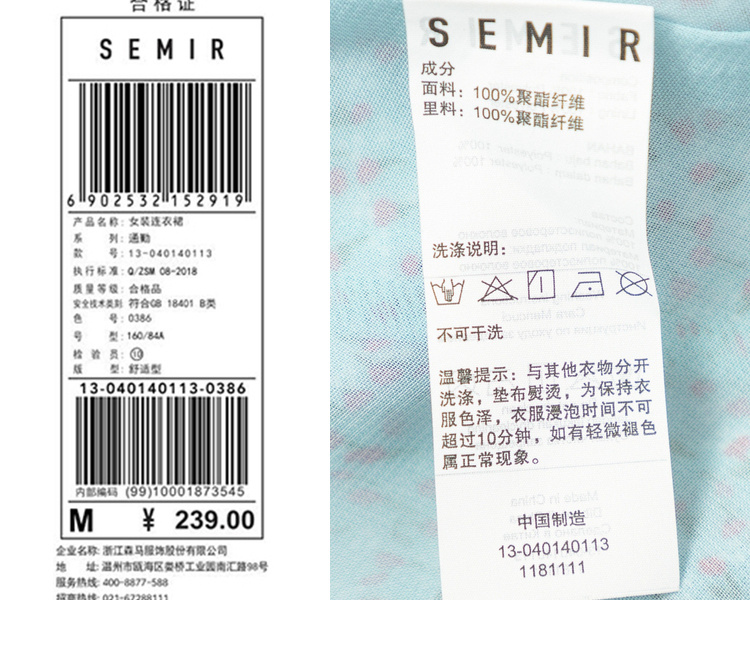 合格证
SEMIR
6 902532 152919
产品名称: 女装连衣裙
系 列: 通勤
款 号: 13-040140113
执行标准: Q/ZSM 08-2018
质量等级: 合格品
安全技术类别: 符合GB 18401 B类
色 号: 0386
号 型: 160/84A
检 验 员: ⑩
版 型: 舒适型
13-040140113-0386
内部编码 (99)10001873545
M ¥ 239.00
企业名称: 浙江森马服饰股份有限公司
地 址: 温州市瓯海区娄桥工业园南汇路98号
服务热线: 400-8877-588
招商热线: 021-67288111
SEMIR
成分
面料: 100%聚酯纤维
里料: 100%聚酯纤维
洗涤说明:
不可干洗
温馨提示: 与其他衣物分开
洗涤, 垫布熨烫, 为保持衣
服色泽, 衣服浸泡时间不可
超过10分钟, 如有轻微褪色
属正常现象。
中国制造
13-040140113
1181111